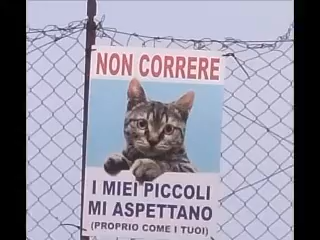 NON CORRERE
I MIEI PICCOLI
MI ASPETTANO
(PROPRIO COME I TUOI)